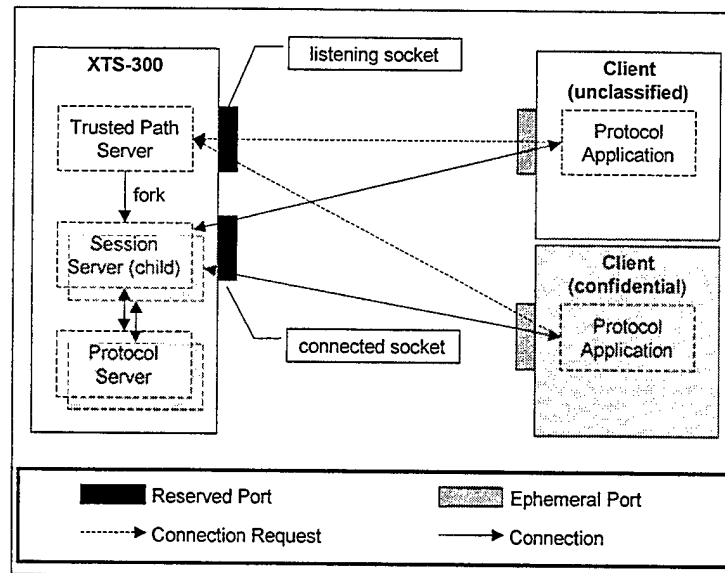 XTS-300
listening socket
Client
(unclassified)
Trusted Path
Server
Protocol
Application
fork
Session
Server (child)
Client
(confidential)
Protocol
Server
connected socket
Protocol
Application
Reserved Port
Ephemeral Port
Connection Request
Connection